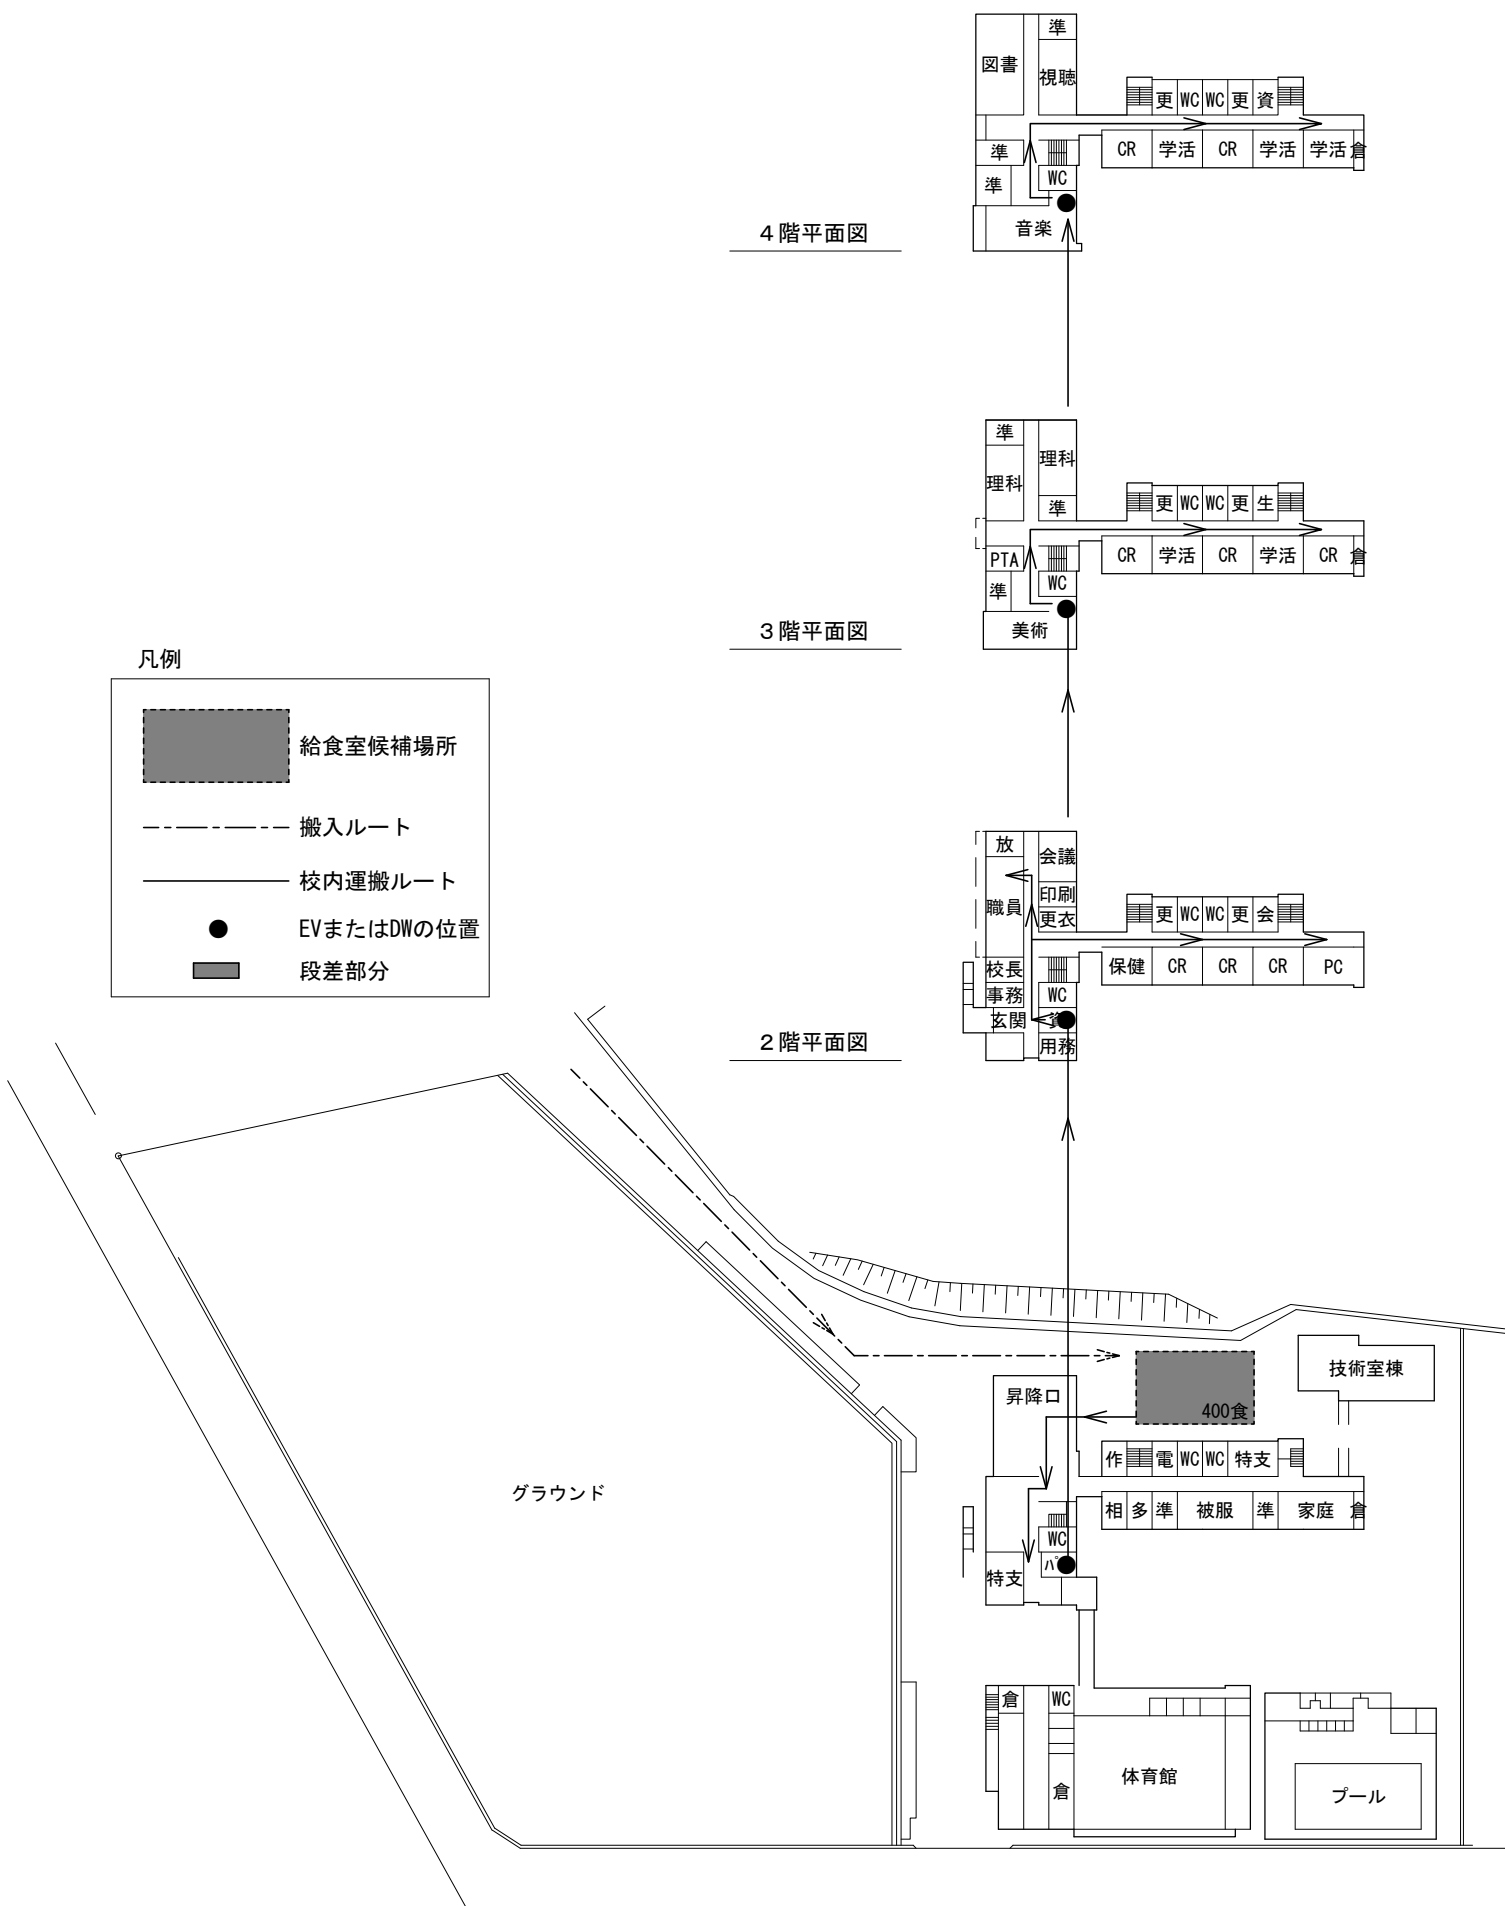 準
図書
視聴
更 WC WC 更 資
準
CR 学活 CR 学活 学活 倉
準
WC
音楽
4階平面図
準
理科
理科
準
更 WC WC 更 生
PTA
CR 学活 CR 学活 CR 倉
準
WC
美術
3階平面図
凡例
給食室候補場所
搬入ルート
校内運搬ルート
EVまたはDWの位置
段差部分
放
会議
印刷
職員
更衣
更 WC WC 更 会
校長
保健 CR CR CR PC
事務
WC
玄関
資
用務
2階平面図
技術室棟
昇降口
400食
作 電 WC WC 特支
グラウンド
相 多 準 被服 準 家庭 倉
WC
パ
特支
倉
WC
体育館
倉
プール